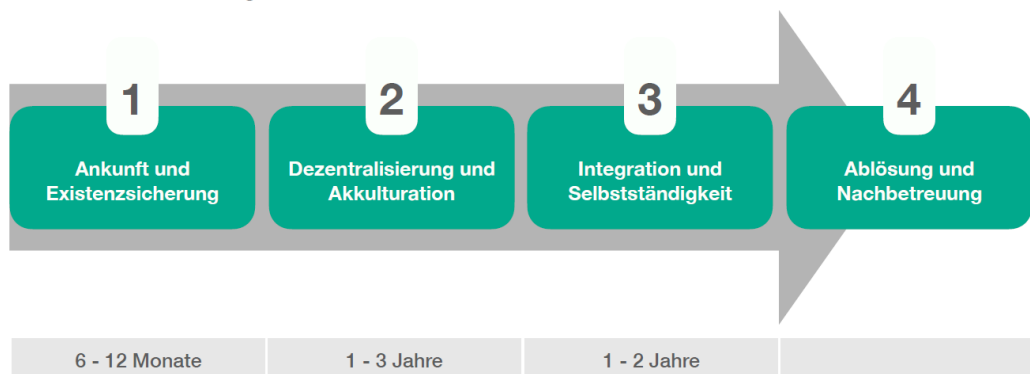 1
Ankunft und
Existenzsicherung
2
Dezentralisierung und
Akkulturation
3
Integration und
Selbstständigkeit
4
Ablösung und
Nachbetreuung
6 - 12 Monate
1 - 3 Jahre
1 - 2 Jahre